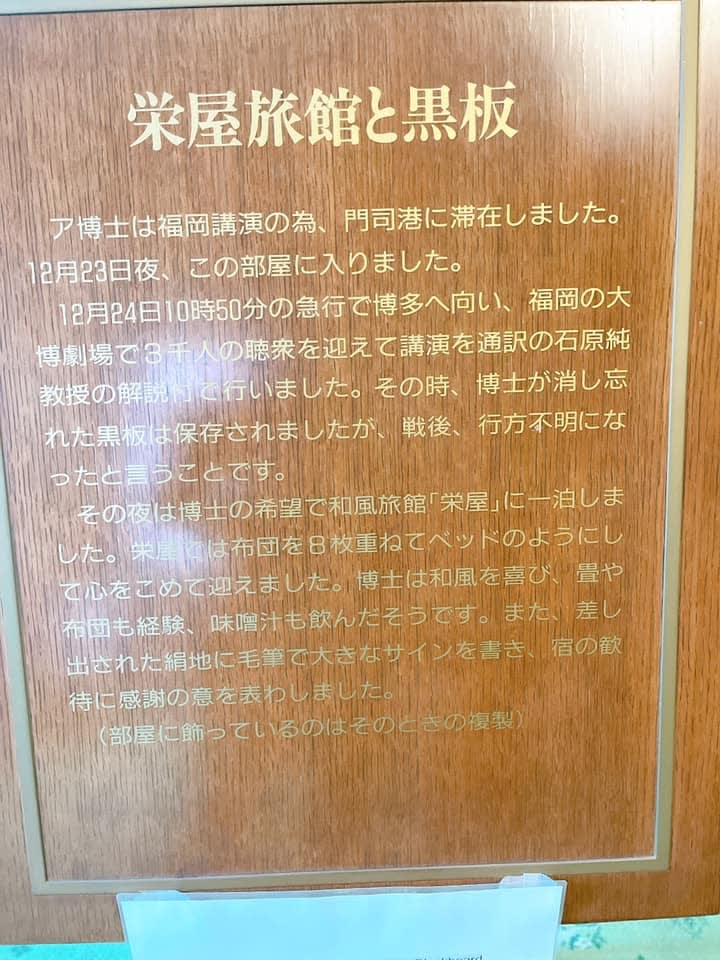 栄屋旅館と黒板
ア博士は福岡講演の為、門司港に滞在しました。
12月23日夜、この部屋に入りました。
12月24日10時50分の急行で博多へ向い、福岡の大
博劇場で3千人の聴衆を迎えて講演を通訳の石原純
教授の解説付で行いました。その時、博士が消し忘
れた黒板は保存されましたが、戦後、行方不明にな
ったと言うことです。
その夜は博士の希望で和風旅館「栄屋」に一泊しま
した。栄屋では布団を8枚重ねてベッドのようにし
て心をこめて迎えました。博士は和風を喜び、畳や
布団も経験、味噌汁も飲んだそうです。また、差し
出された絹地に毛筆で大きなサインを書き、宿の歓
待に感謝の意を表わしました。
（部屋に飾っているのはそのときの複製）